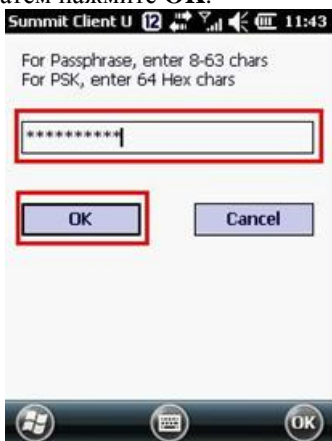 затем нажмите OK.
Summit Client U 12 11:43
For Passphrase, enter 8-63 chars
For PSK, enter 64 Hex chars
**********
OK Cancel
OK